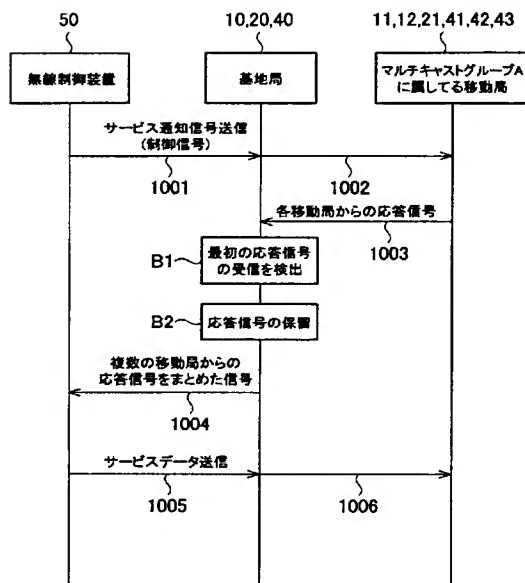 50
10,20,40
11,12,21,41,42,43
無線制御装置
基地局
マルチキャストグループA
に属してる移動局
サービス通知信号送信
(制御信号)
1001
1002
各移動局からの応答信号
1003
B1
最初の応答信号
の受信を検出
B2
応答信号の保留
複数の移動局からの
応答信号をまとめた信号
1004
サービスデータ送信
1005
1006